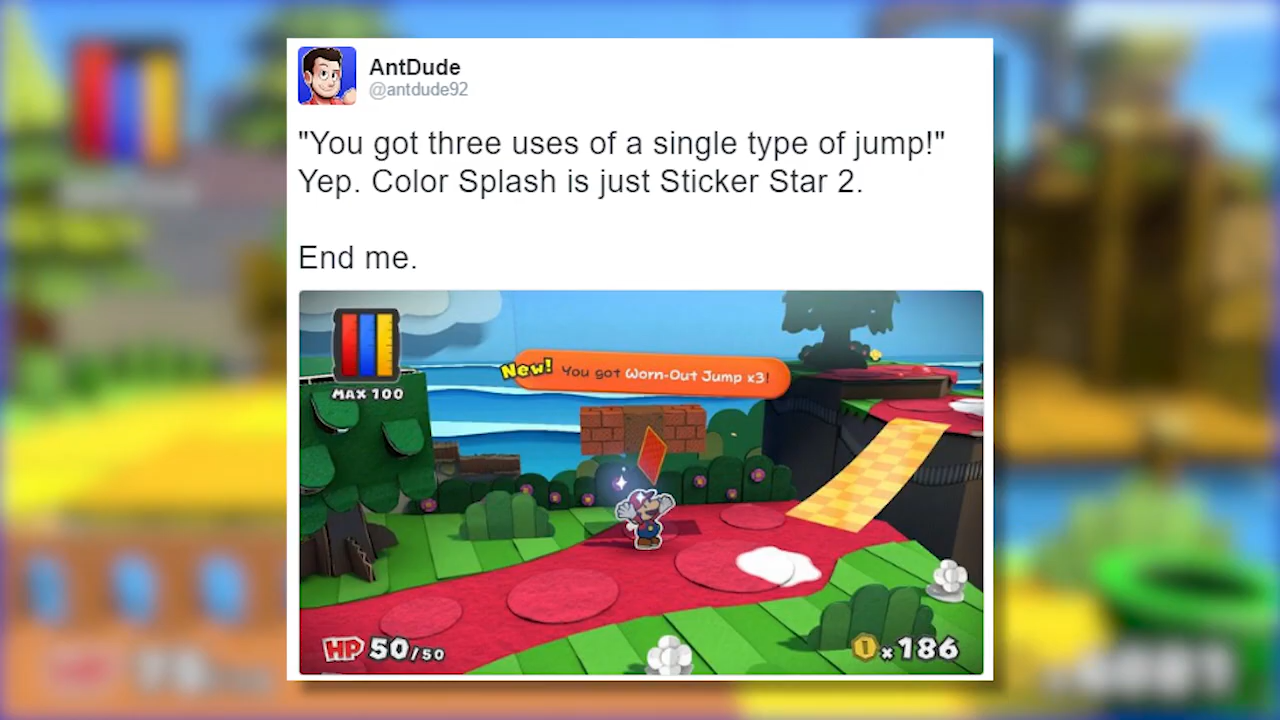 AntDude
@antdude92
"You got three uses of a single type of jump!"
Yep. Color Splash is just Sticker Star 2.
End me.
New! You got Worn-Out Jump x3!
MAX 100
HP 50/50
1 x 186